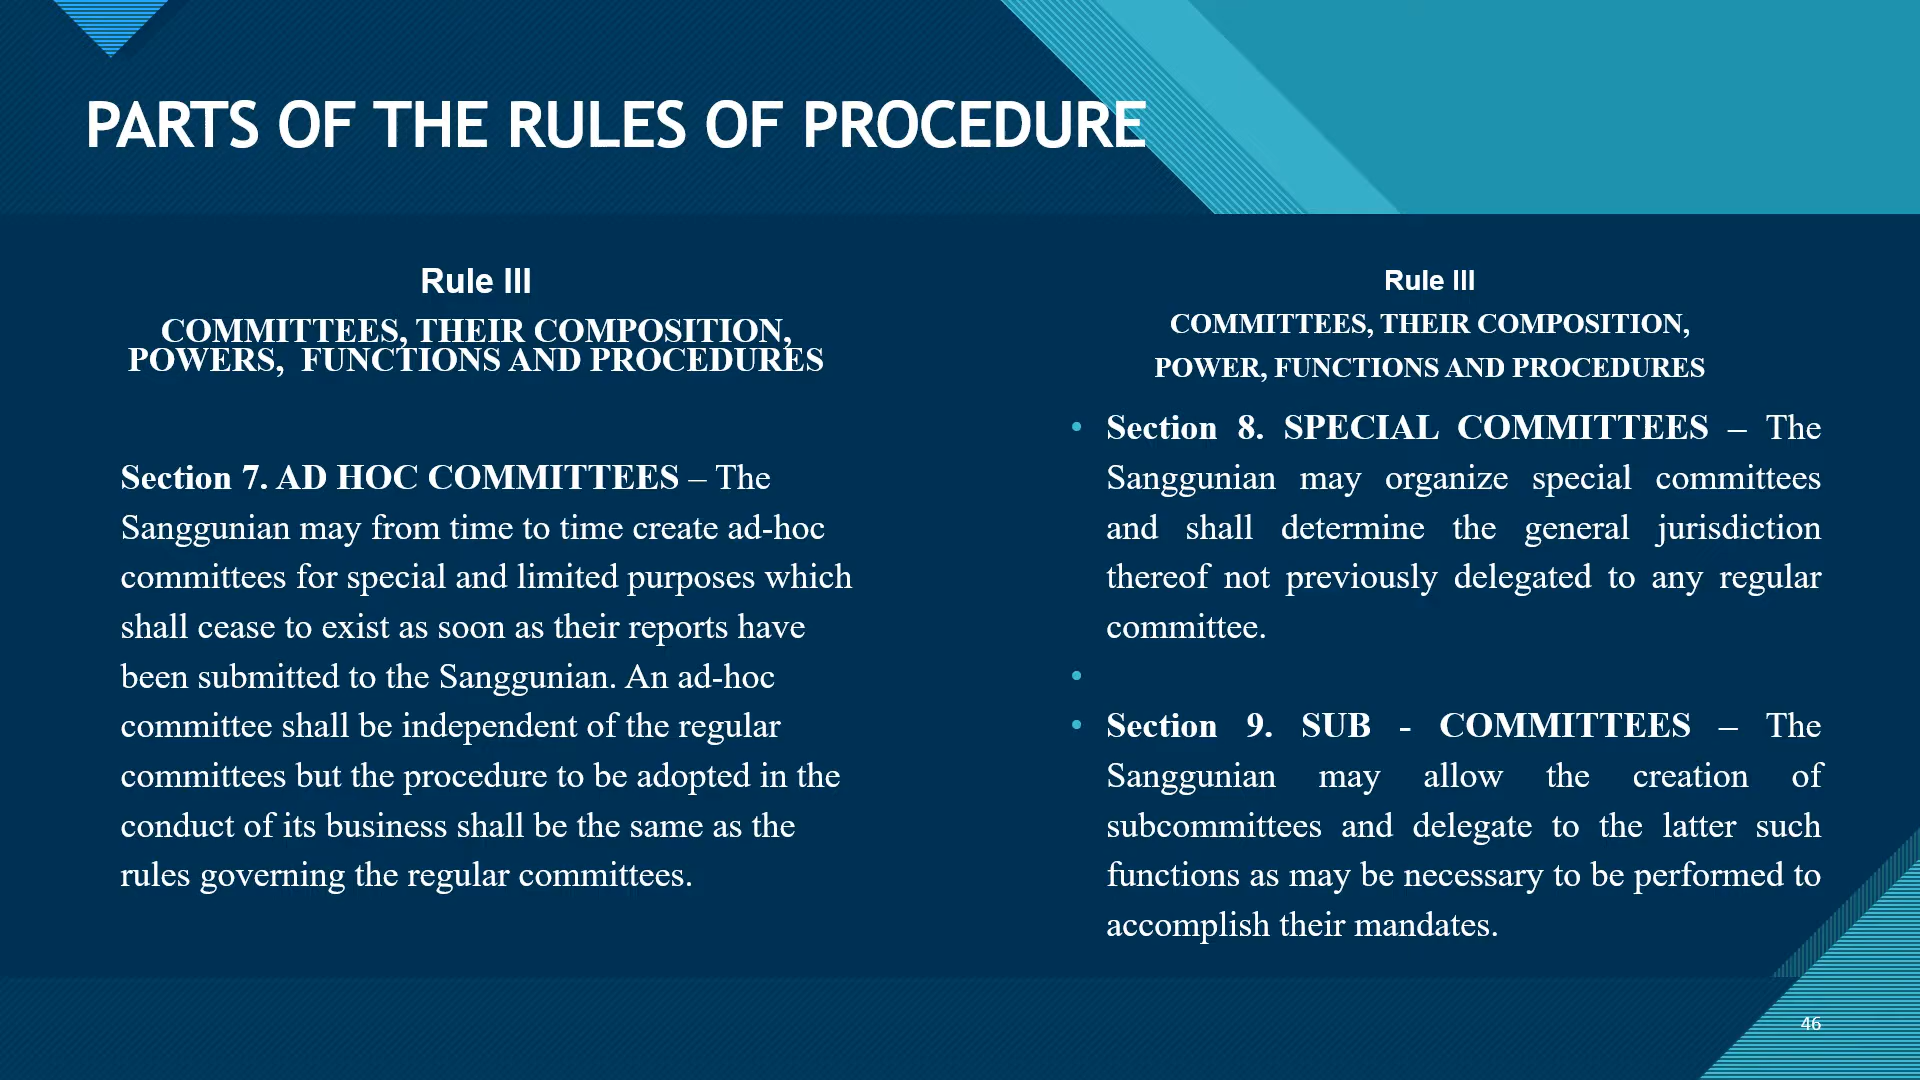 PARTS OF THE RULES OF PROCEDURE
Rule III
COMMITTEES, THEIR COMPOSITION,
POWERS,  FUNCTIONS AND PROCEDURES
Section 7. AD HOC COMMITTEES – The
Sanggunian may from time to time create ad-hoc
committees for special and limited purposes which
shall cease to exist as soon as their reports have
been submitted to the Sanggunian. An ad-hoc
committee shall be independent of the regular
committees but the procedure to be adopted in the
conduct of its business shall be the same as the
rules governing the regular committees.
Rule III
COMMITTEES, THEIR COMPOSITION,
POWER, FUNCTIONS AND PROCEDURES
• Section 8. SPECIAL COMMITTEES – The
Sanggunian may organize special committees
and shall determine the general jurisdiction
thereof not previously delegated to any regular
committee.
•
• Section 9. SUB - COMMITTEES – The
Sanggunian may allow the creation of
subcommittees and delegate to the latter such
functions as may be necessary to be performed to
accomplish their mandates.
46